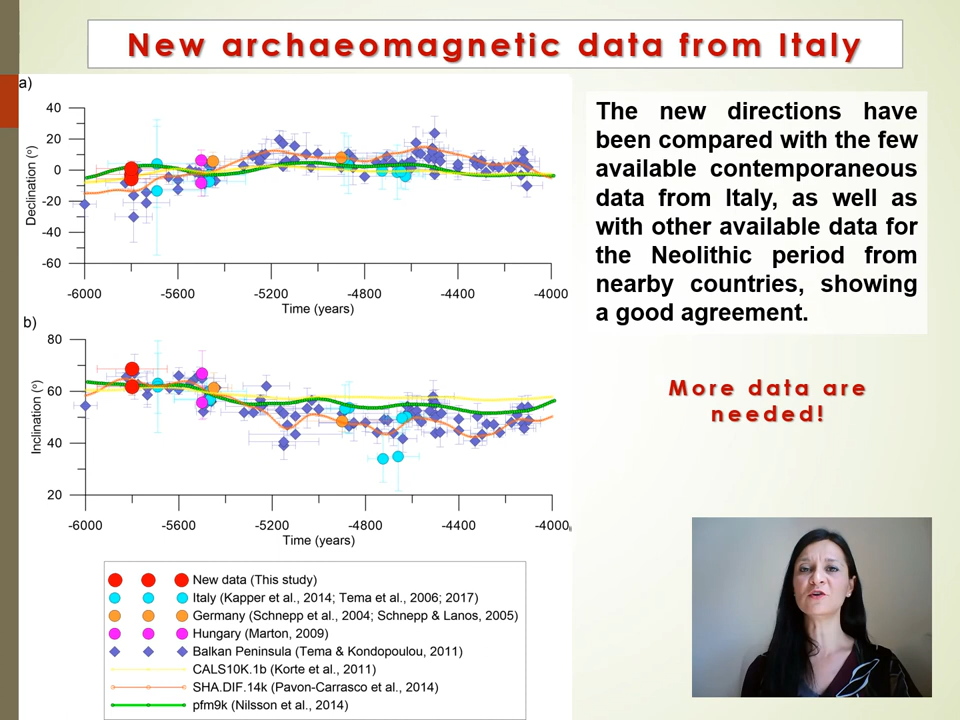 New archaeomagnetic data from Italy
a)
40
20
0
-20
-40
-60
Declination (°)
-6000 -5600 -5200 -4800 -4400 -4000
Time (years)
b)
80
60
40
20
Inclination (°)
-6000 -5600 -5200 -4800 -4400 -4000
Time (years)
New data (This study)
Italy (Kapper et al., 2014; Tema et al., 2006; 2017)
Germany (Schnepp et al., 2004; Schnepp & Lanos, 2005)
Hungary (Marton, 2009)
Balkan Peninsula (Tema & Kondopoulou, 2011)
CALS10K.1b (Korte et al., 2011)
SHA.DIF.14k (Pavon-Carrasco et al., 2014)
pfm9k (Nilsson et al., 2014)
The new directions have
been compared with the few
available contemporaneous
data from Italy, as well as
with other available data for
the Neolithic period from
nearby countries, showing
a good agreement.
More data are
needed!